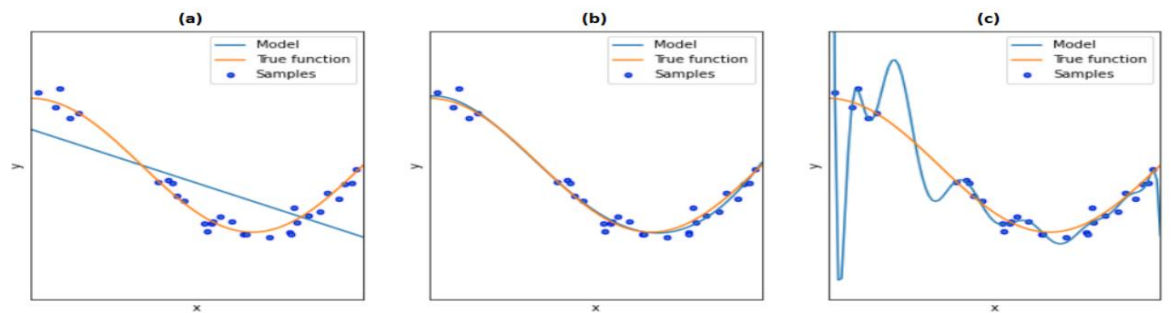 (a)
Model
True function
Samples
y
x
(b)
Model
True function
Samples
y
x
(c)
Model
True function
Samples
y
x